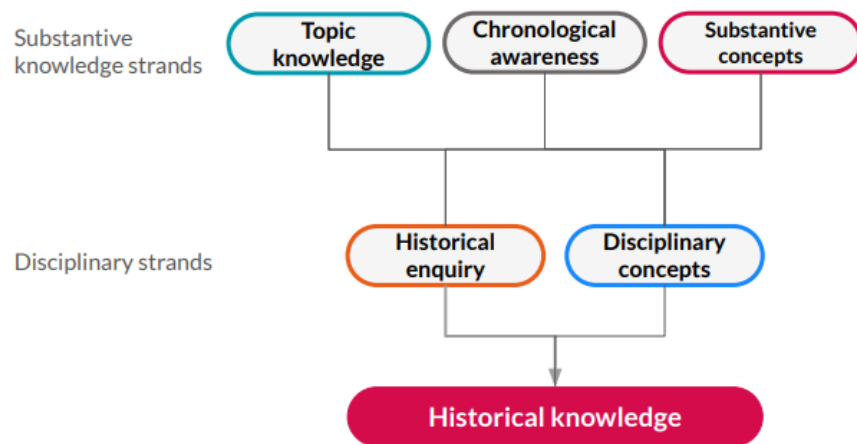 Substantive
knowledge strands
Topic
knowledge
Chronological
awareness
Substantive
concepts
Disciplinary strands
Historical
enquiry
Disciplinary
concepts
Historical knowledge